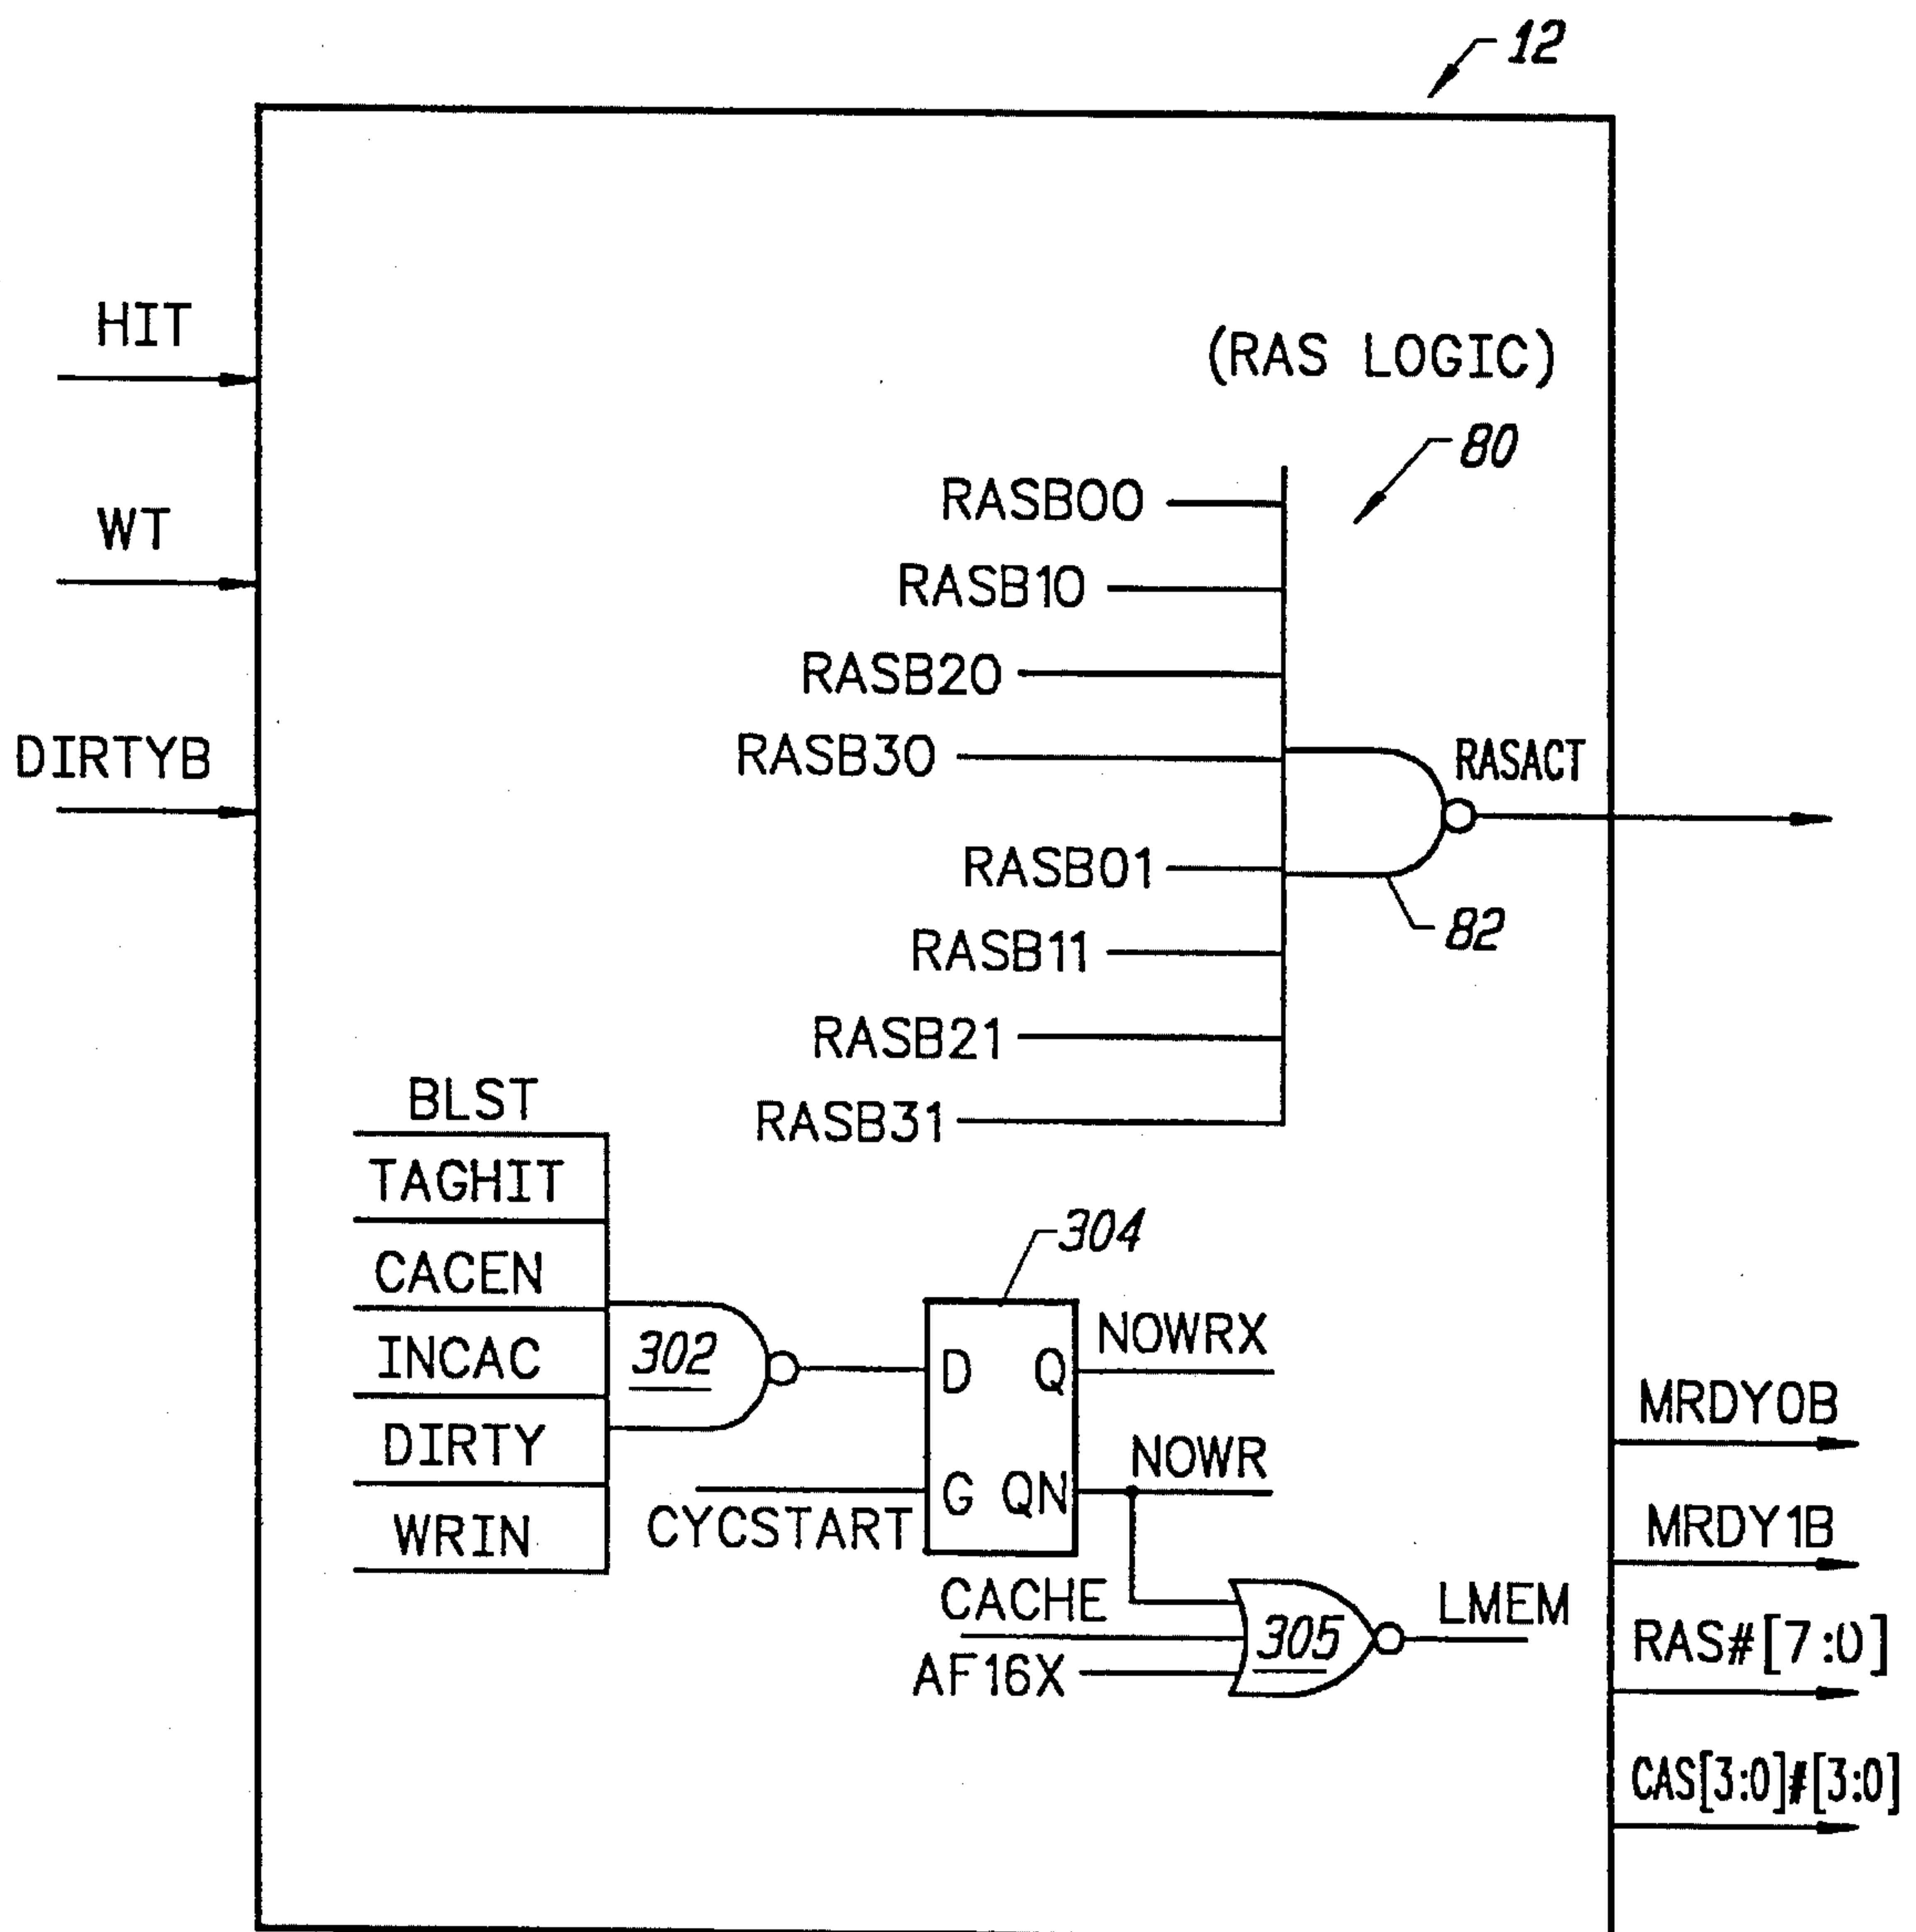 12
HIT
(RAS LOGIC)
80
RASB00
WT
RASB10
RASB20
DIRTYB
RASB30
RASACT
RASB01
82
RASB11
RASB21
BLST
RASB31
TAGHIT
304
CACEN
NOWRX
INCAC
302
D Q
MRDY0B
DIRTY
NOWR
G QN
CYCSTART
WRIN
MRDY1B
CACHE
LMEM
305
RAS#[7:0]
AF16X
CAS[3:0]#[3:0]